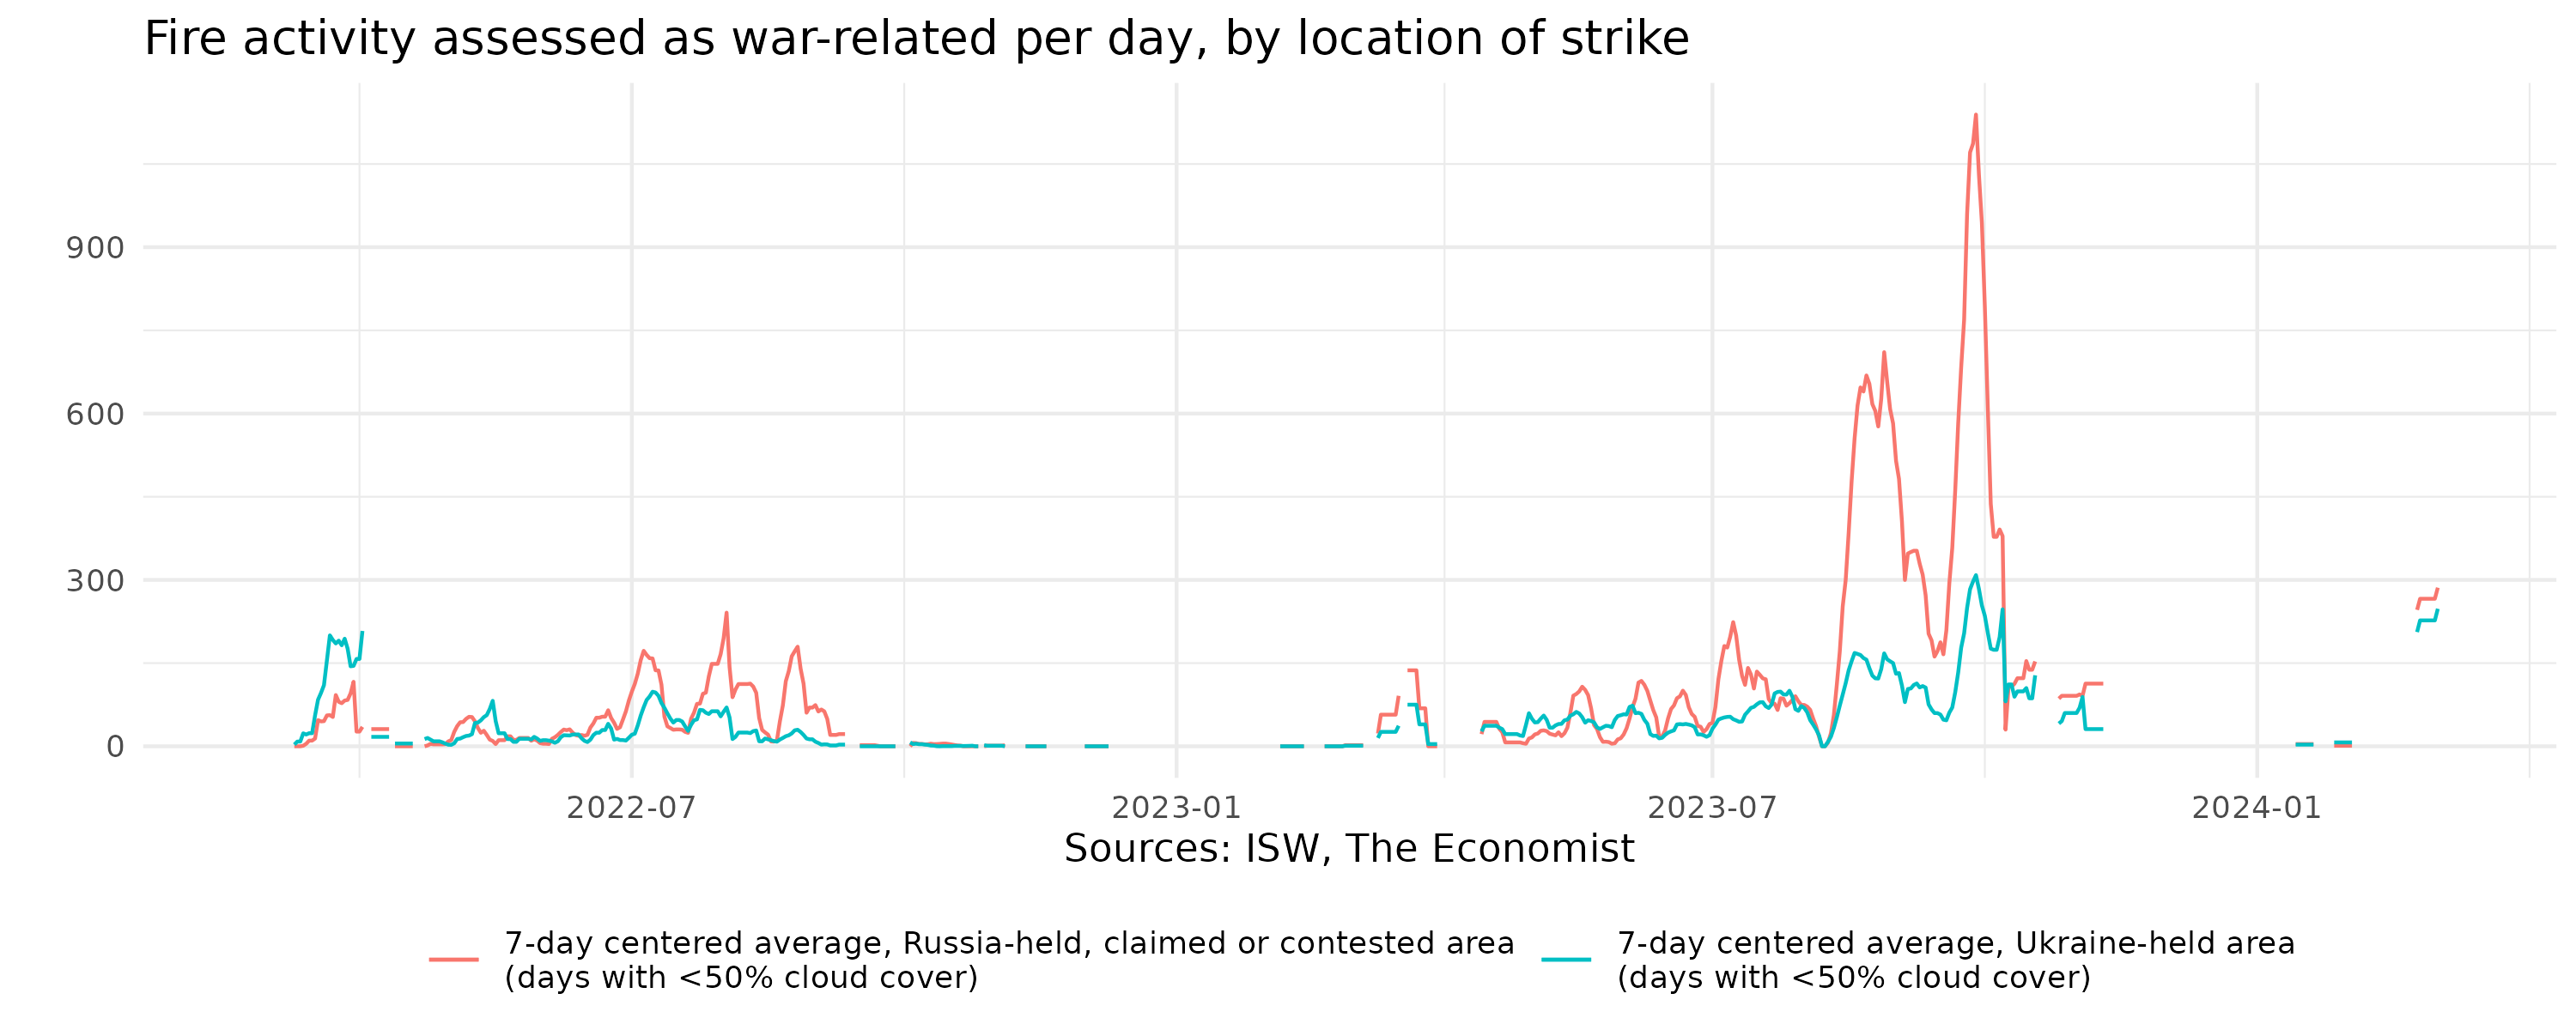 Fire activity assessed as war-related per day, by location of strike
900
600
300
0
2022-07
2023-01
2023-07
2024-01
Sources: ISW, The Economist
7-day centered average, Russia-held, claimed or contested area
(days with <50% cloud cover)
7-day centered average, Ukraine-held area
(days with <50% cloud cover)